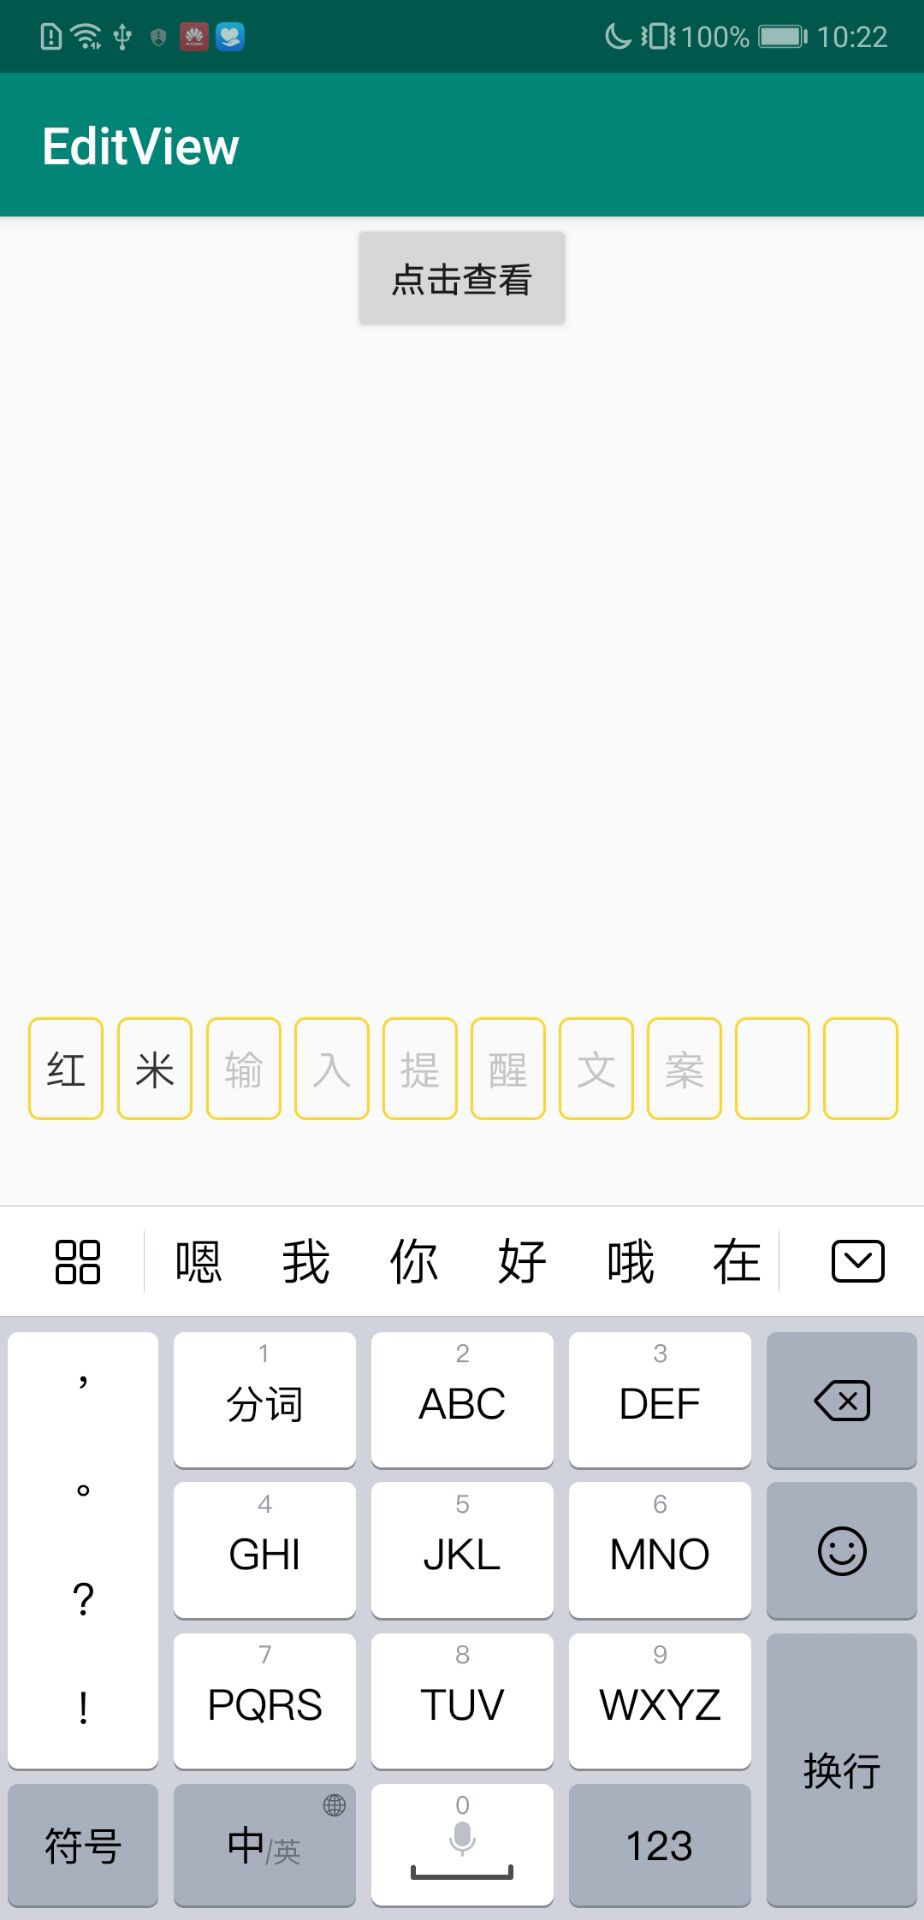 100% 10:22
EditView
点击查看
红 米 输 入 提 醒 文 案
嗯 我 你 好 哦 在
， 1 2 3
分词 ABC DEF
。 4 5 6
GHI JKL MNO
? 7 8 9
PQRS TUV WXYZ
!
换行
0
符号 中/英 123